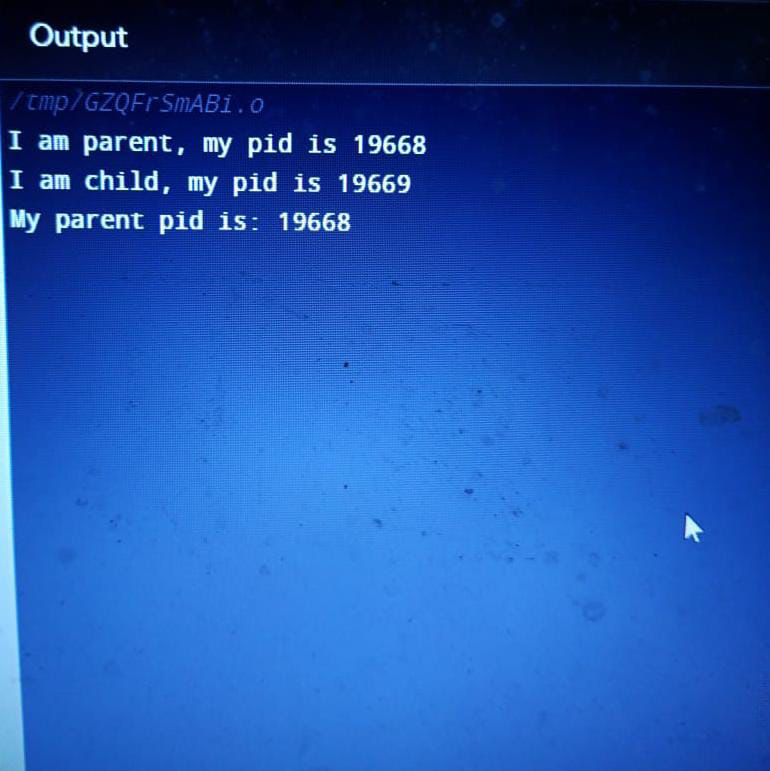 Output
/tmp/GZQFrSmABi.o
I am parent, my pid is 19668
I am child, my pid is 19669
My parent pid is: 19668